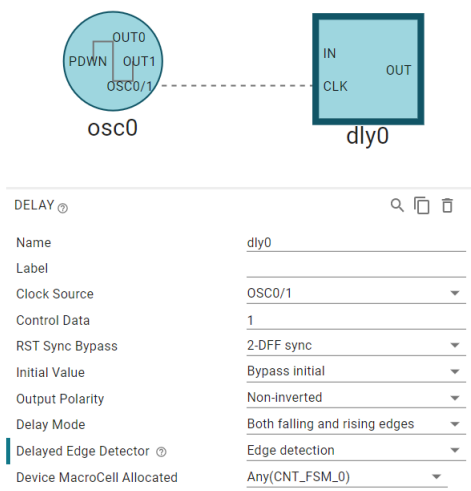 OUT0
PDWN OUT1
OSC0/1
osc0
IN
OUT
CLK
dly0
DELAY ?
Name dly0
Label
Clock Source OSC0/1
Control Data 1
RST Sync Bypass 2-DFF sync
Initial Value Bypass initial
Output Polarity Non-inverted
Delay Mode Both falling and rising edges
Delayed Edge Detector ? Edge detection
Device MacroCell Allocated Any(CNT_FSM_0)